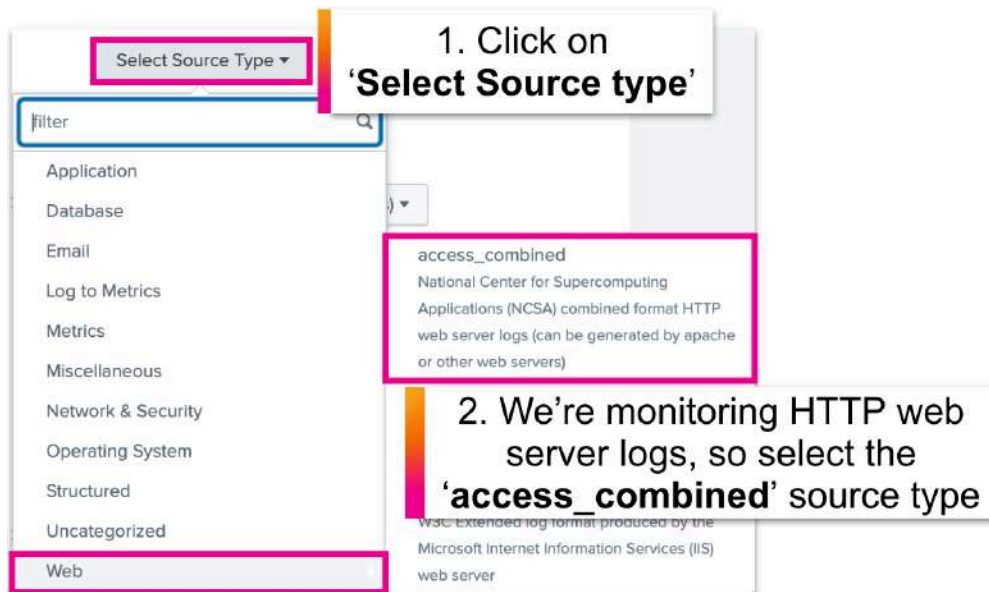 Select Source Type
1. Click on
‘Select Source type’
filter
Application
Database
Email
Log to Metrics
Metrics
Miscellaneous
Network & Security
Operating System
Structured
Uncategorized
Web
)
access_combined
National Center for Supercomputing
Applications (NCSA) combined format HTTP
web server logs (can be generated by apache
or other web servers)
2. We’re monitoring HTTP web
server logs, so select the
‘access_combined’ source type
W3C Extended log format produced by the
Microsoft Internet Information Services (IIS)
web server